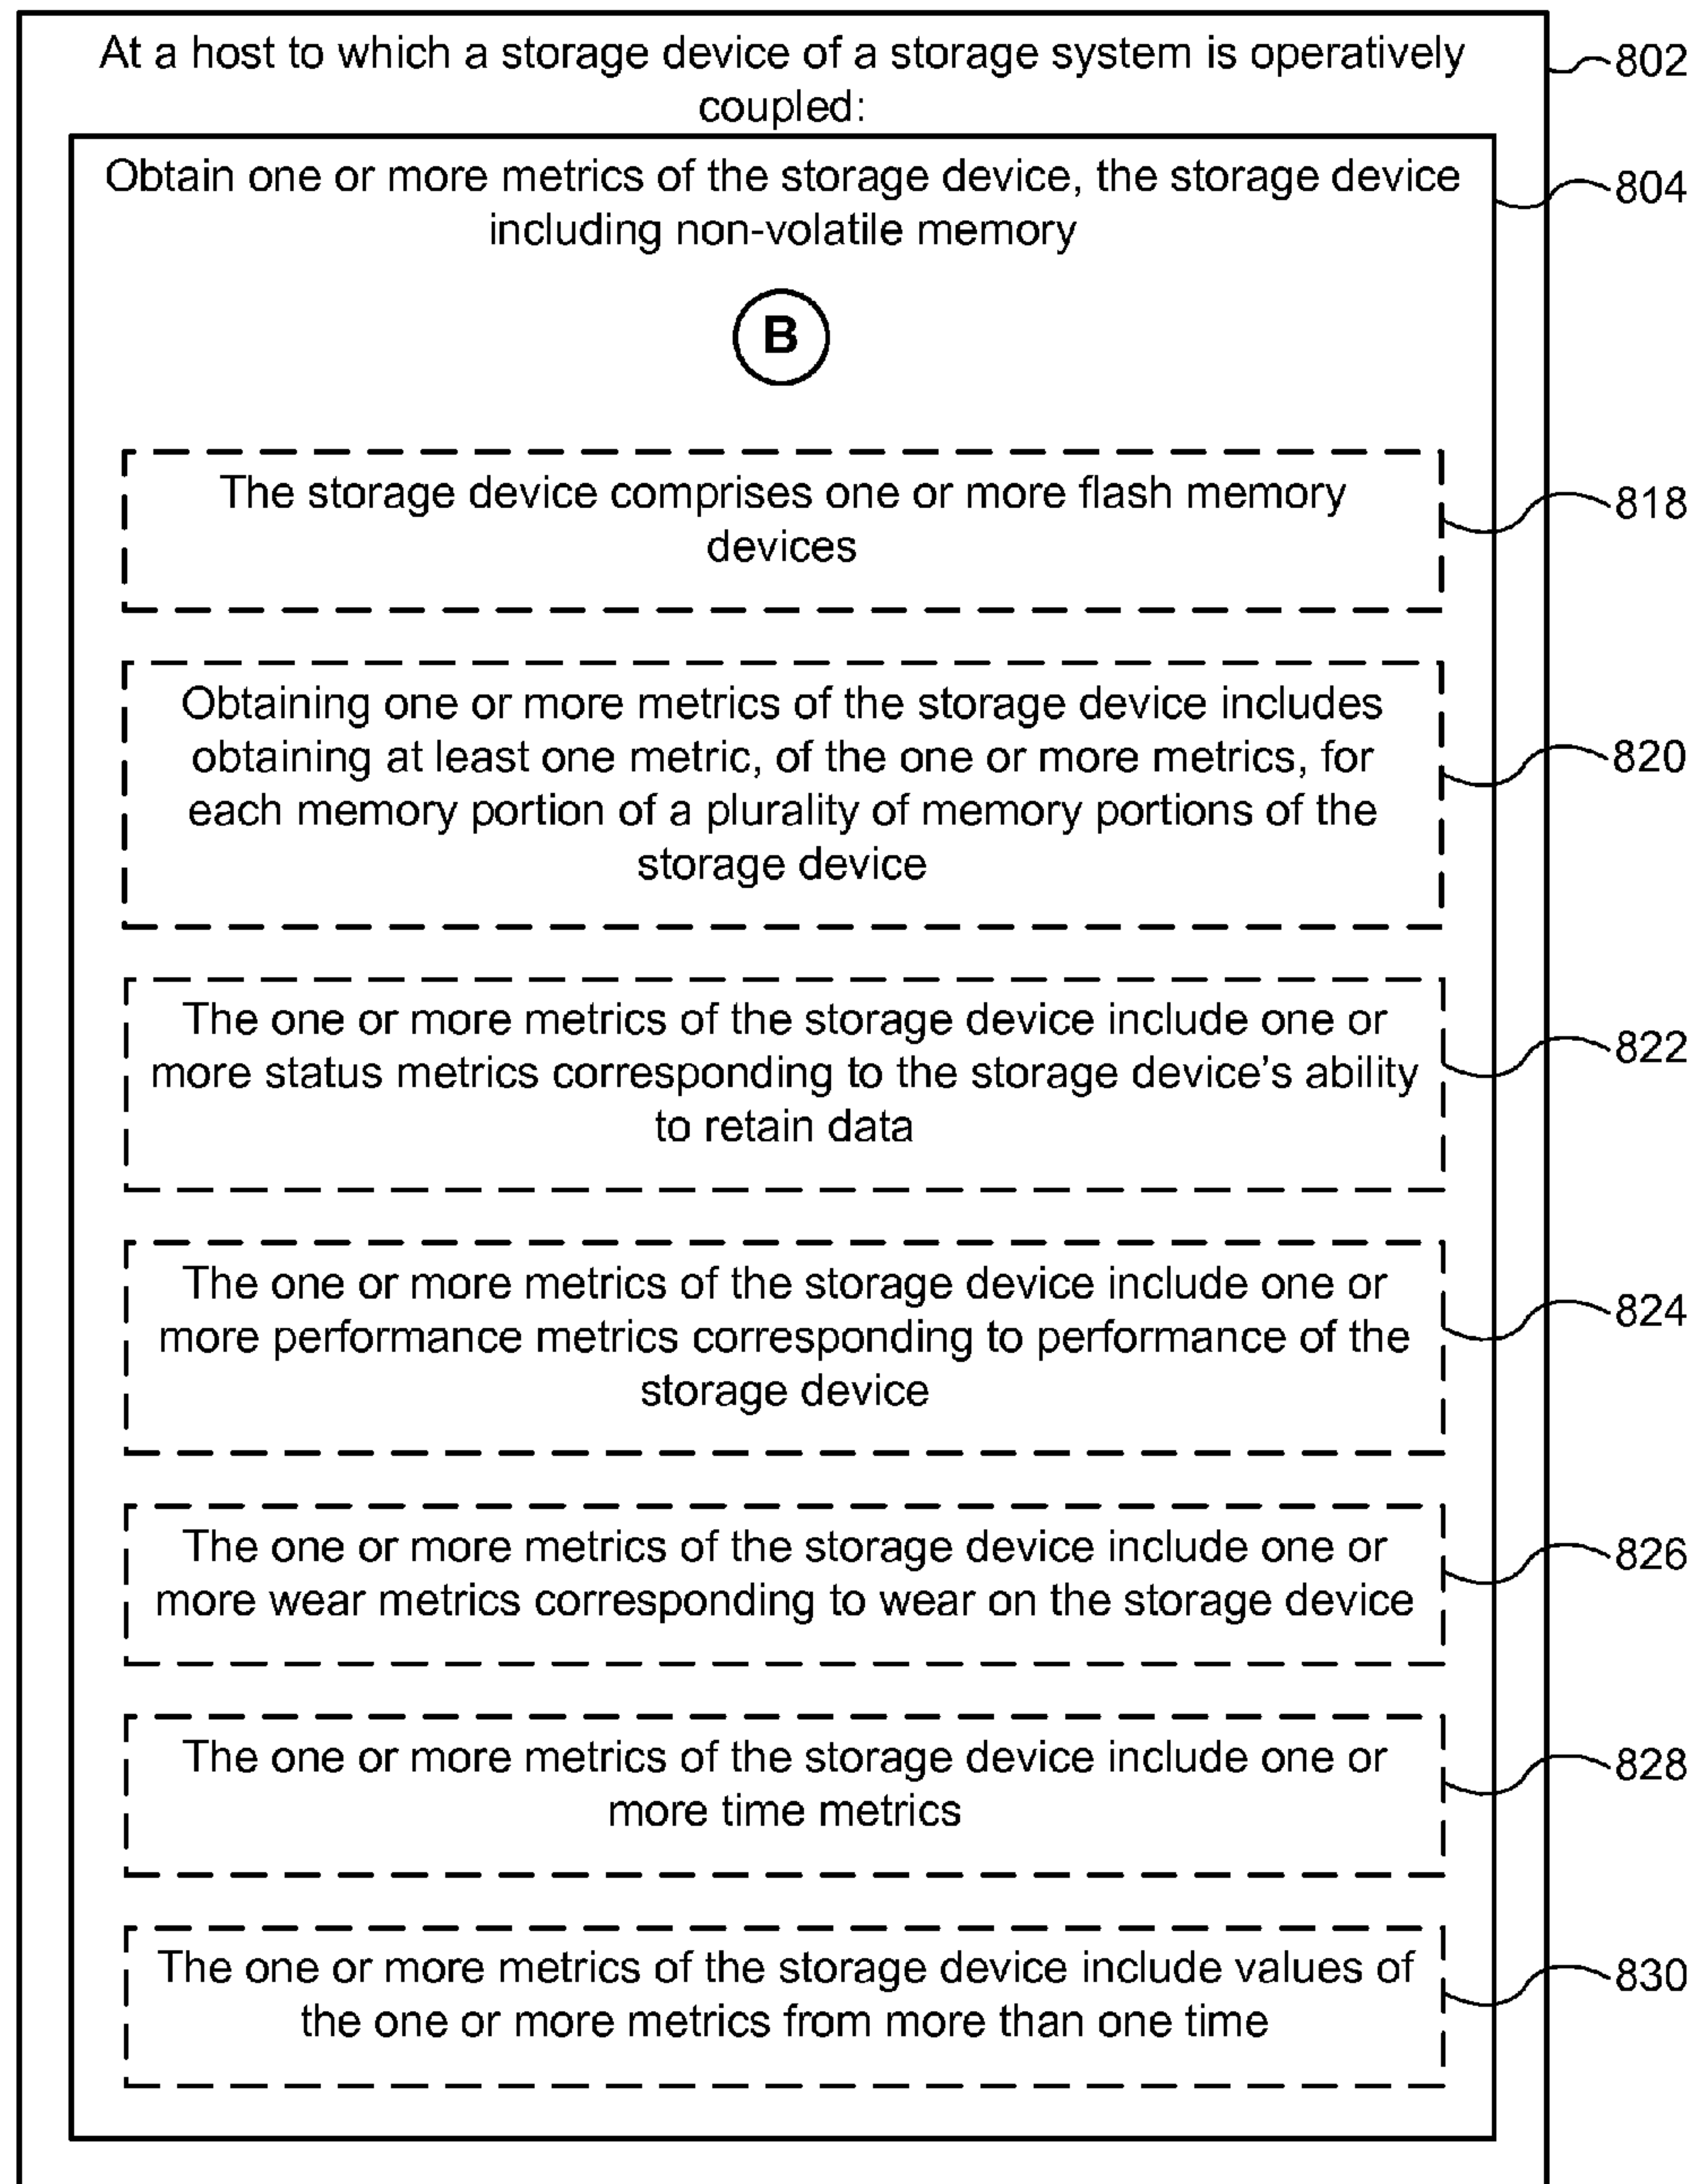 At a host to which a storage device of a storage system is operatively
coupled:
802
Obtain one or more metrics of the storage device, the storage device
including non-volatile memory
804
B
The storage device comprises one or more flash memory
devices
818
Obtaining one or more metrics of the storage device includes
obtaining at least one metric, of the one or more metrics, for
each memory portion of a plurality of memory portions of the
storage device
820
The one or more metrics of the storage device include one or
more status metrics corresponding to the storage device’s ability
to retain data
822
The one or more metrics of the storage device include one or
more performance metrics corresponding to performance of the
storage device
824
The one or more metrics of the storage device include one or
more wear metrics corresponding to wear on the storage device
826
The one or more metrics of the storage device include one or
more time metrics
828
The one or more metrics of the storage device include values of
the one or more metrics from more than one time
830